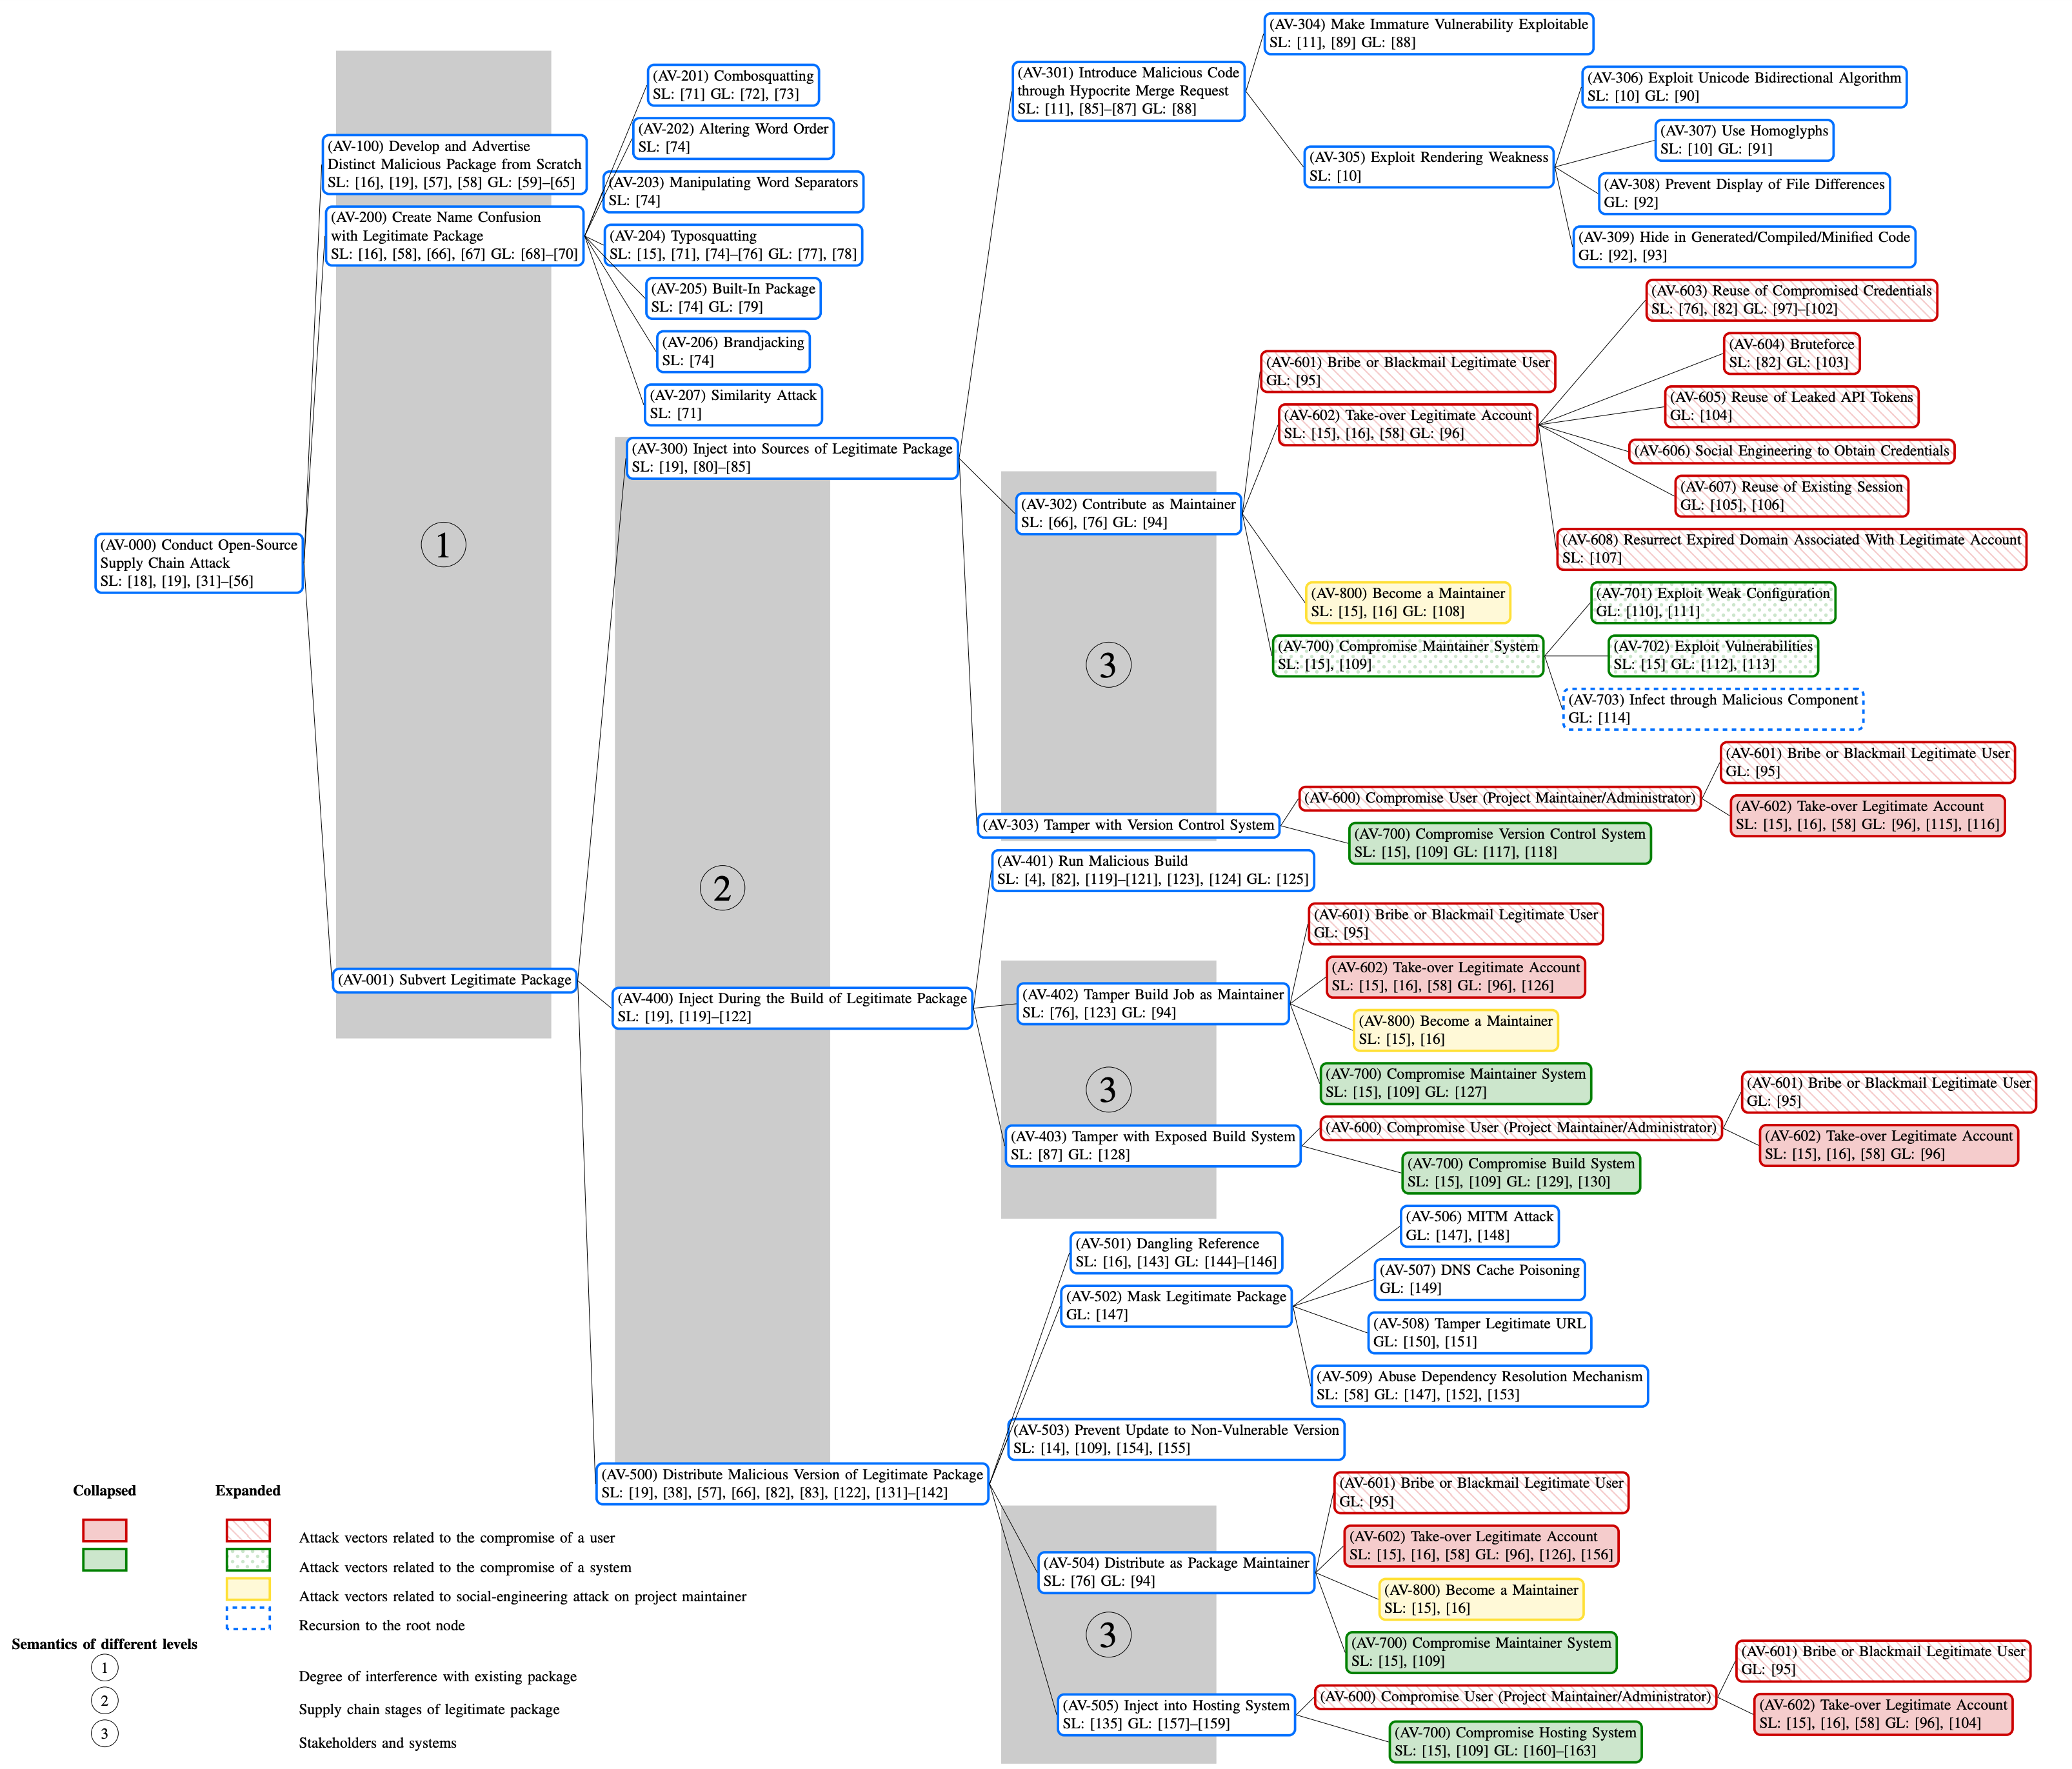 (AV-000) Conduct Open-Source
Supply Chain Attack
SL: [18], [19], [31]–[56]
1
(AV-100) Develop and Advertise
Distinct Malicious Package from Scratch
SL: [16], [19], [57], [58] GL: [59]–[65]
(AV-200) Create Name Confusion
with Legitimate Package
SL: [16], [58], [66], [67] GL: [68]–[70]
(AV-201) Combosquatting
SL: [71] GL: [72], [73]
(AV-202) Altering Word Order
SL: [74]
(AV-203) Manipulating Word Separators
SL: [74]
(AV-204) Typosquatting
SL: [15], [71], [74]–[76] GL: [77], [78]
(AV-205) Built-In Package
SL: [74] GL: [79]
(AV-206) Brandjacking
SL: [74]
(AV-207) Similarity Attack
SL: [71]
(AV-001) Subvert Legitimate Package
2
(AV-300) Inject into Sources of Legitimate Package
SL: [19], [80]–[85]
(AV-301) Introduce Malicious Code
through Hypocrite Merge Request
SL: [11], [85]–[87] GL: [88]
(AV-304) Make Immature Vulnerability Exploitable
SL: [11], [89] GL: [88]
(AV-305) Exploit Rendering Weakness
SL: [10]
(AV-306) Exploit Unicode Bidirectional Algorithm
SL: [10] GL: [90]
(AV-307) Use Homoglyphs
SL: [10] GL: [91]
(AV-308) Prevent Display of File Differences
GL: [92]
(AV-309) Hide in Generated/Compiled/Minified Code
GL: [92], [93]
3
(AV-302) Contribute as Maintainer
SL: [66], [76] GL: [94]
(AV-601) Bribe or Blackmail Legitimate User
GL: [95]
(AV-602) Take-over Legitimate Account
SL: [15], [16], [58] GL: [96]
(AV-603) Reuse of Compromised Credentials
SL: [76], [82] GL: [97]–[102]
(AV-604) Bruteforce
SL: [82] GL: [103]
(AV-605) Reuse of Leaked API Tokens
GL: [104]
(AV-606) Social Engineering to Obtain Credentials
(AV-607) Reuse of Existing Session
GL: [105], [106]
(AV-608) Resurrect Expired Domain Associated With Legitimate Account
SL: [107]
(AV-800) Become a Maintainer
SL: [15], [16] GL: [108]
(AV-700) Compromise Maintainer System
SL: [15], [109]
(AV-701) Exploit Weak Configuration
GL: [110], [111]
(AV-702) Exploit Vulnerabilities
SL: [15] GL: [112], [113]
(AV-703) Infect through Malicious Component
GL: [114]
(AV-303) Tamper with Version Control System
(AV-600) Compromise User (Project Maintainer/Administrator)
(AV-601) Bribe or Blackmail Legitimate User
GL: [95]
(AV-602) Take-over Legitimate Account
SL: [15], [16], [58] GL: [96], [115], [116]
(AV-700) Compromise Version Control System
SL: [15], [109] GL: [117], [118]
(AV-400) Inject During the Build of Legitimate Package
SL: [19], [119]–[122]
(AV-401) Run Malicious Build
SL: [4], [82], [119]–[121], [123], [124] GL: [125]
3
(AV-402) Tamper Build Job as Maintainer
SL: [76], [123] GL: [94]
(AV-601) Bribe or Blackmail Legitimate User
GL: [95]
(AV-602) Take-over Legitimate Account
SL: [15], [16], [58] GL: [96], [126]
(AV-800) Become a Maintainer
SL: [15], [16]
(AV-700) Compromise Maintainer System
SL: [15], [109] GL: [127]
(AV-403) Tamper with Exposed Build System
SL: [87] GL: [128]
(AV-600) Compromise User (Project Maintainer/Administrator)
(AV-601) Bribe or Blackmail Legitimate User
GL: [95]
(AV-602) Take-over Legitimate Account
SL: [15], [16], [58] GL: [96]
(AV-700) Compromise Build System
SL: [15], [109] GL: [129], [130]
(AV-500) Distribute Malicious Version of Legitimate Package
SL: [19], [38], [57], [66], [82], [83], [122], [131]–[142]
(AV-501) Dangling Reference
SL: [16], [143] GL: [144]–[146]
(AV-502) Mask Legitimate Package
GL: [147]
(AV-506) MITM Attack
GL: [147], [148]
(AV-507) DNS Cache Poisoning
GL: [149]
(AV-508) Tamper Legitimate URL
GL: [150], [151]
(AV-509) Abuse Dependency Resolution Mechanism
SL: [58] GL: [147], [152], [153]
(AV-503) Prevent Update to Non-Vulnerable Version
SL: [14], [109], [154], [155]
3
(AV-504) Distribute as Package Maintainer
SL: [76] GL: [94]
(AV-601) Bribe or Blackmail Legitimate User
GL: [95]
(AV-602) Take-over Legitimate Account
SL: [15], [16], [58] GL: [96], [126], [156]
(AV-800) Become a Maintainer
SL: [15], [16]
(AV-700) Compromise Maintainer System
SL: [15], [109]
(AV-505) Inject into Hosting System
SL: [135] GL: [157]–[159]
(AV-600) Compromise User (Project Maintainer/Administrator)
(AV-601) Bribe or Blackmail Legitimate User
GL: [95]
(AV-602) Take-over Legitimate Account
SL: [15], [16], [58] GL: [96], [104]
(AV-700) Compromise Hosting System
SL: [15], [109] GL: [160]–[163]
Collapsed Expanded
Attack vectors related to the compromise of a user
Attack vectors related to the compromise of a system
Attack vectors related to social-engineering attack on project maintainer
Recursion to the root node
Semantics of different levels
1 Degree of interference with existing package
2 Supply chain stages of legitimate package
3 Stakeholders and systems